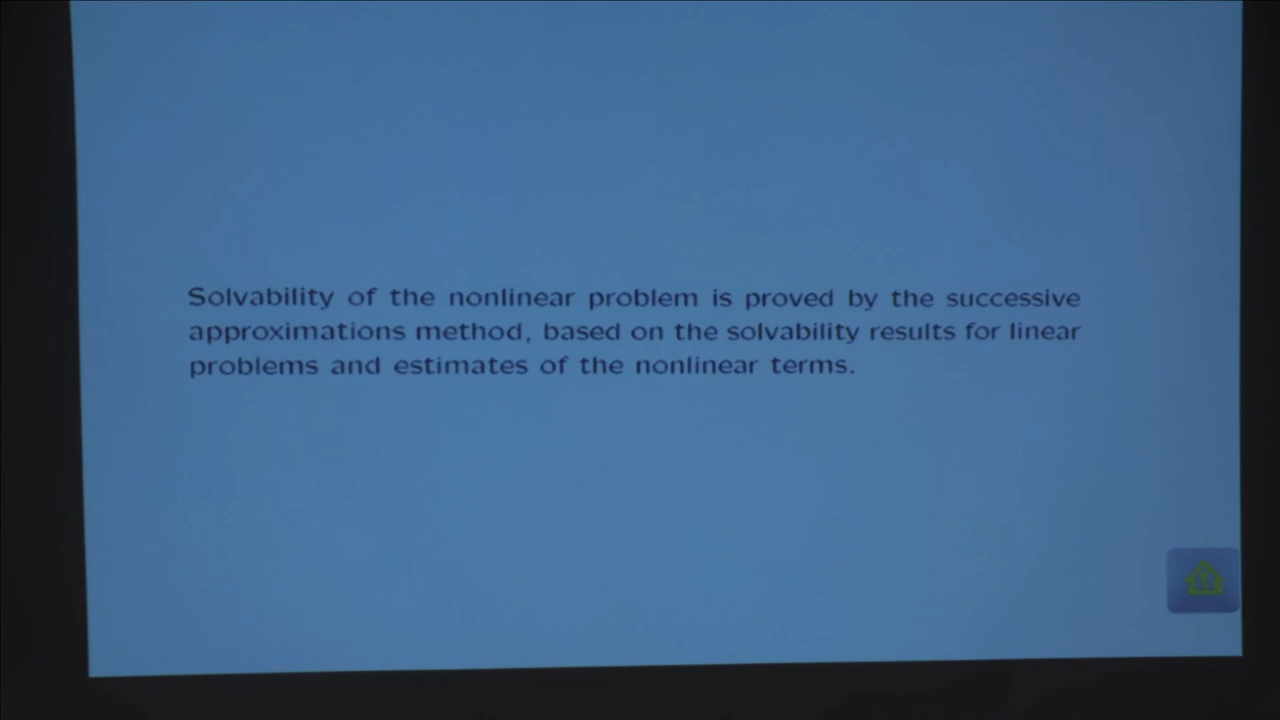 Solvability of the nonlinear problem is proved by the successive
approximations method, based on the solvability results for linear
problems and estimates of the nonlinear terms.